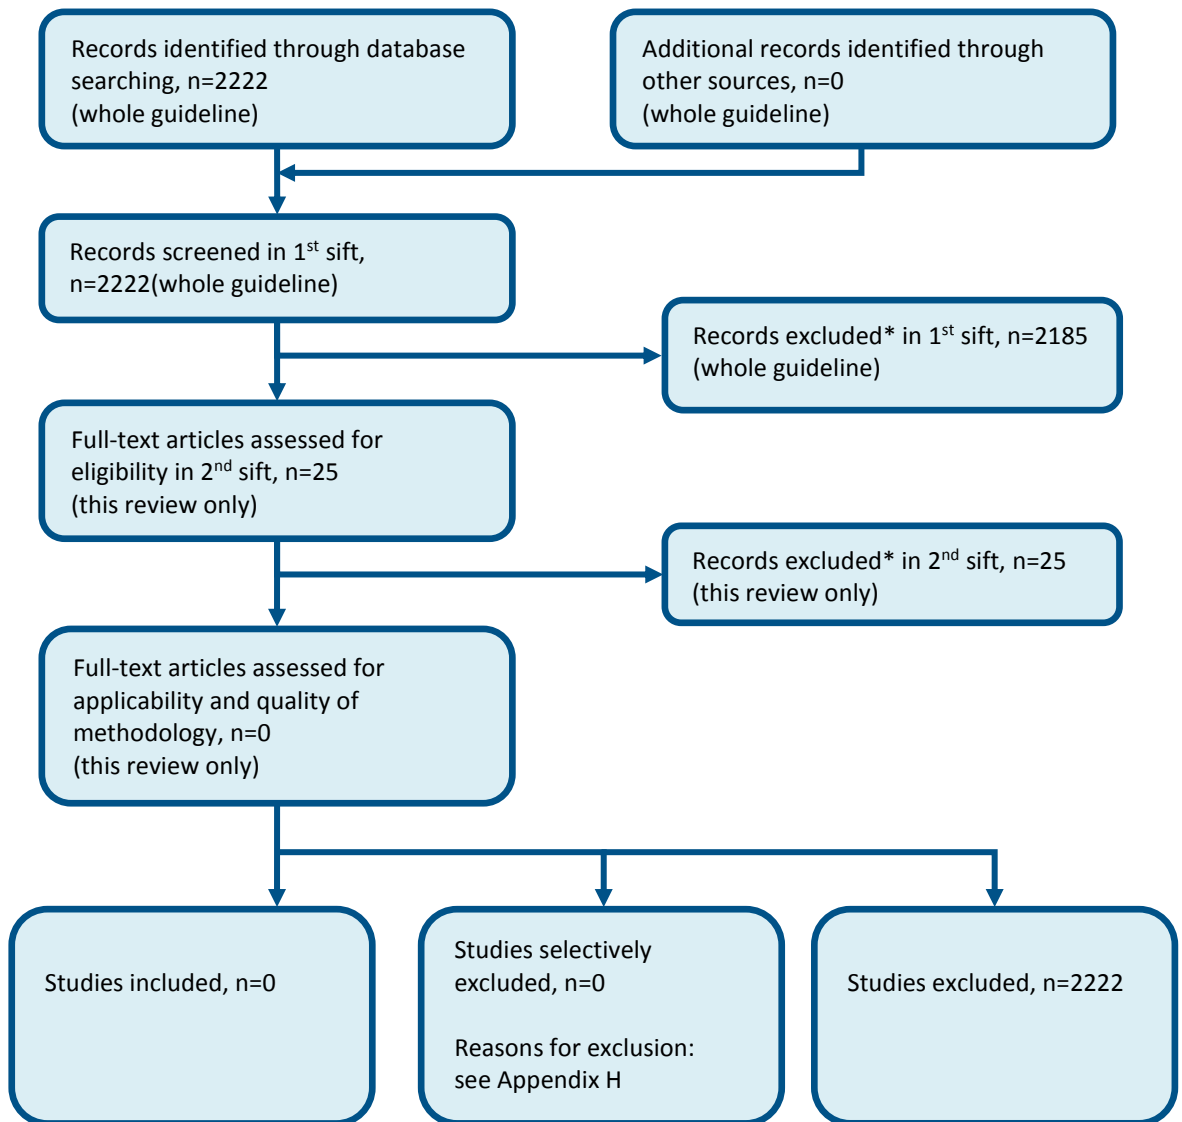 Records identified through database
searching, n=2222
(whole guideline)
Additional records identified through
other sources, n=0
(whole guideline)
Records screened in 1st sift,
n=2222(whole guideline)
Records excluded* in 1st sift, n=2185
(whole guideline)
Full-text articles assessed for
eligibility in 2nd sift, n=25
(this review only)
Records excluded* in 2nd sift, n=25
(this review only)
Full-text articles assessed for
applicability and quality of
methodology, n=0
(this review only)
Studies included, n=0
Studies selectively
excluded, n=0
Reasons for exclusion:
see Appendix H
Studies excluded, n=2222